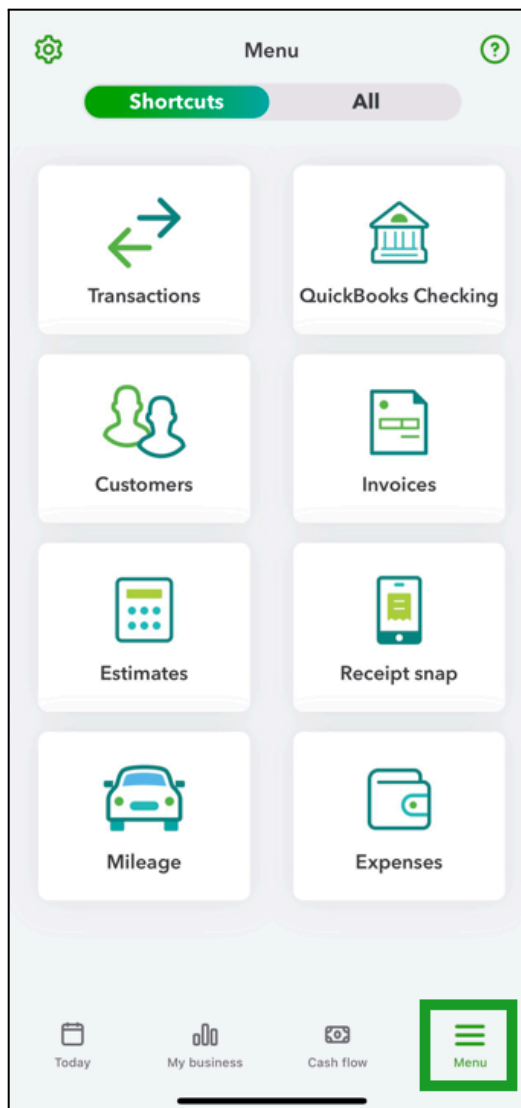 Menu
Shortcuts All
Transactions QuickBooks Checking
Customers Invoices
Estimates Receipt snap
Mileage Expenses
Today My business Cash flow Menu